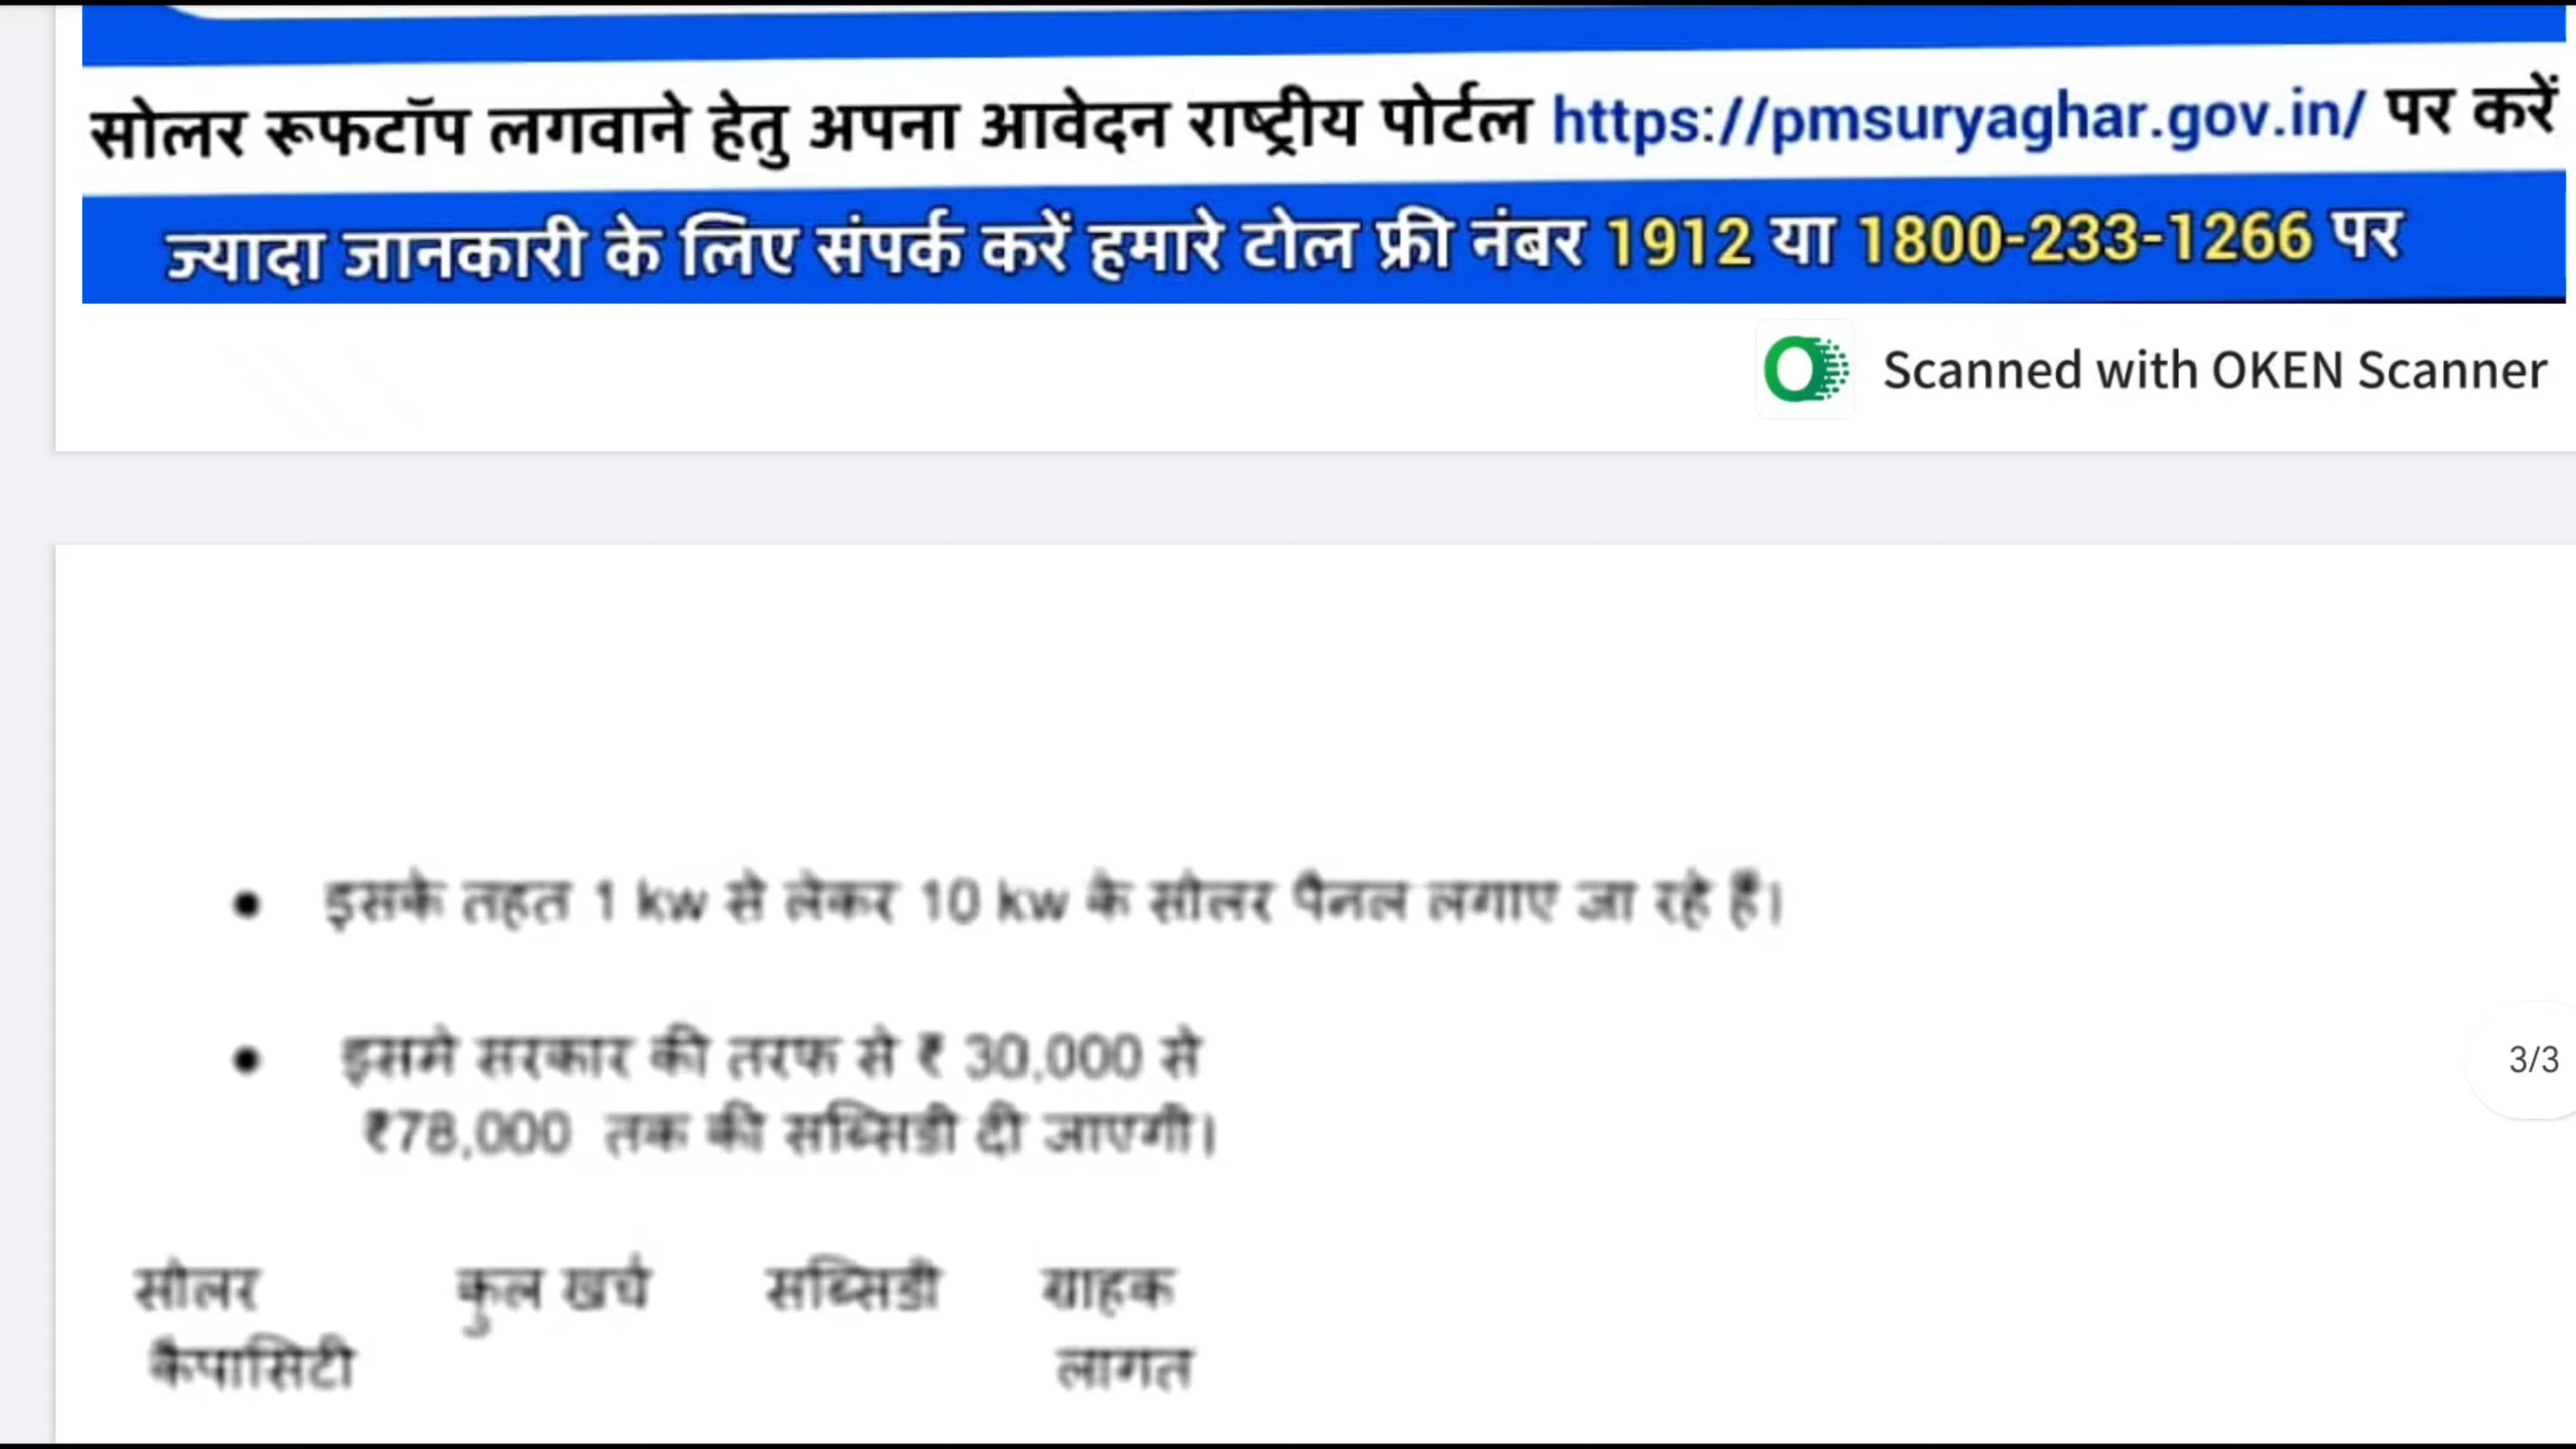 सोलर रूफटॉप लगवाने हेतु अपना आवेदन राष्ट्रीय पोर्टल https://pmsuryaghar.gov.in/ पर करें
ज्यादा जानकारी के लिए संपर्क करें हमारे टोल फ्री नंबर 1912 या 1800-233-1266 पर
Scanned with OKEN Scanner
• इसके तहत 1 kw से लेकर 10 kw के सोलर पैनल लगाए जा रहे हैं।
• इसमे सरकार की तरफ से ₹ 30,000 से
₹78,000 तक की सब्सिडी दी जाएगी।
3/3
सोलर कुल खर्च सब्सिडी ग्राहक
कैपासिटी लागत